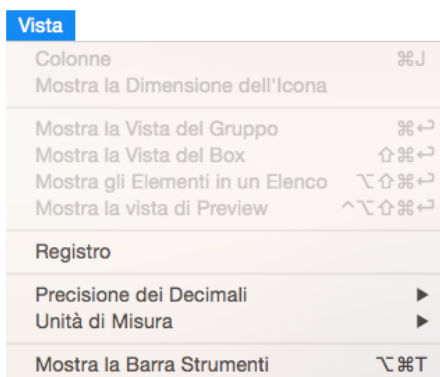 Vista
Colonne ⌘J
Mostra la Dimensione dell'Icona
Mostra la Vista del Gruppo ⌘↩
Mostra la Vista del Box ⇧⌘↩
Mostra gli Elementi in un Elenco ⌥⇧⌘↩
Mostra la vista di Preview ^⌥⇧⌘↩
Registro
Precisione dei Decimali ▶
Unità di Misura ▶
Mostra la Barra Strumenti ⌥⌘T